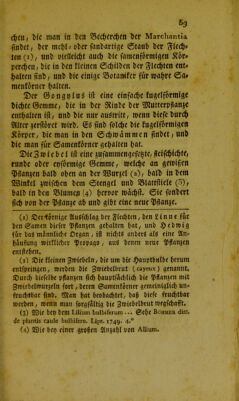 59
chen, die man in den Becherchen der Marchantia
findet, der mehl- oder sandartige Staub der Flech-
ten (1), und vielleicht auch die samenförmigen Kör-
perchen, die in den kleinen Schilden der Flechten ent-
halten sind, und die einige Botaniker für wahre Sa-
menkörner halten.
Der Gongylus ist eine einfache kugelförmige
dichte Gemme, die in der Rinde der Mutterpflanze
enthalten ist, und die nur austritt, wenn diese durch
Alter zerstöret wird. Es sind solche die kugelförmigen
Körper, die man in den Schwämmen findet, und
die man für Samenkörner gehalten hat.
Die Zwiebel ist eine zusammengesetzte, fleischichte,
runde oder eyförmige Gemme, welche an gewissen
Pflanzen bald oben an der Wurzel (2), bald in dem
Winkel zwischen dem Stengel und Blattstiele (3),
bald in den Blumen (4) hervor wächst. Sie sondert
sich von der Pflanze ab und gibt eine neue Pflanze.
(1) Der körnige Ausschlag der Flechten, den Linne für
den Samen dieser Pflanzen gehalten hat, und Hedwig
für das männliche Organ, ist nichts anders als eine An-
häufung wirklicher Propago, aus denen neue Pflanzen
entstehen.
(2) Die kleinen Zwiebeln, die um die Hauptzwiebel herum
entspringen, werden die Zwiebelbrut (cayeux) genannt.
Durch dieselbe pflanzen sich hauptsächlich die Pflanzen mit
Zwiebelwurzeln fort, deren Samenkörner gemeiniglich un-
fruchtbar sind. Man hat beobachtet, daß diese fruchtbar
werden, wenn man sorgfältig die Zwiebelbrut wegschafft.
(3) Wie bey dem Lilium bulbiferum ... Sehe Boehmer diss.
de plantis caule bulbifero. Lips. 1749. 4.°
(4) Wie bey einer großen Anzahl von Allium.